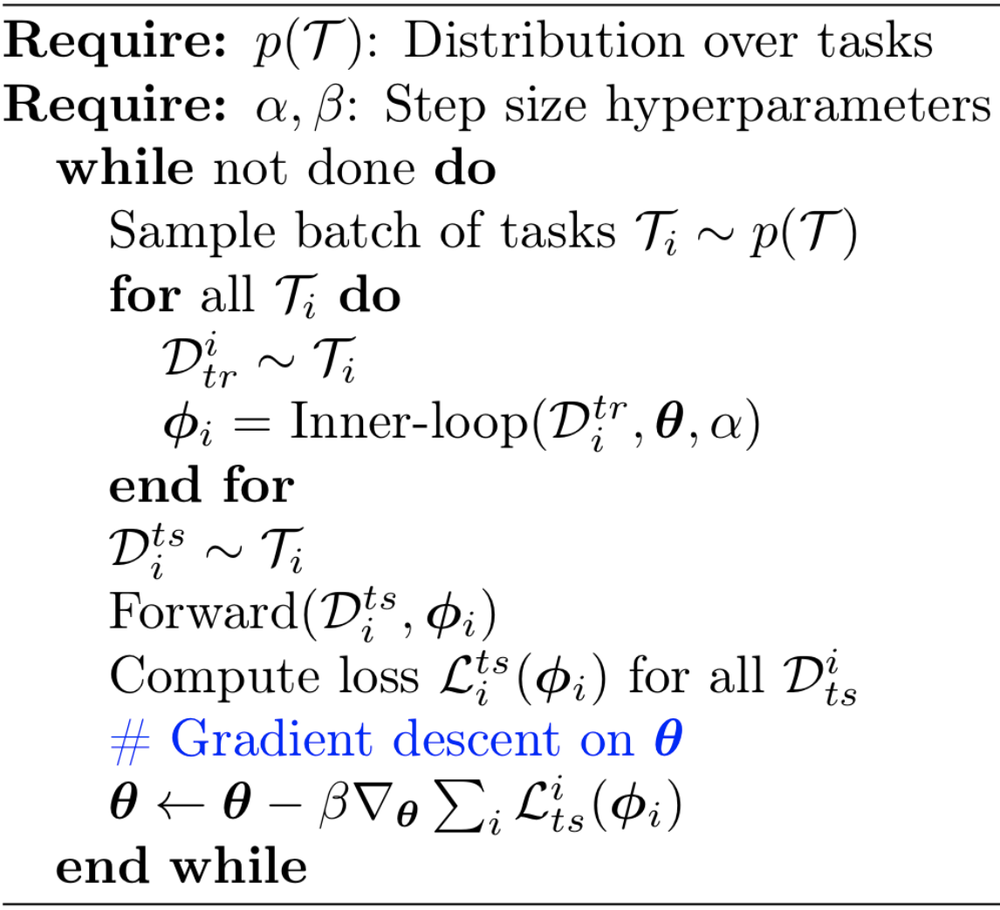 Require: $p(\mathcal{T})$: Distribution over tasks
Require: $\alpha, \beta$: Step size hyperparameters
while not done do
Sample batch of tasks $\mathcal{T}_i \sim p(\mathcal{T})$
for all $\mathcal{T}_i$ do
$\mathcal{D}_{tr}^{i} \sim \mathcal{T}_i$
$\boldsymbol{\phi}_i = \text{Inner-loop}(\mathcal{D}_i^{tr}, \boldsymbol{\theta}, \alpha)$
end for
$\mathcal{D}_i^{ts} \sim \mathcal{T}_i$
Forward$(\mathcal{D}_i^{ts}, \boldsymbol{\phi}_i)$
Compute loss $\mathcal{L}_i^{ts}(\boldsymbol{\phi}_i)$ for all $\mathcal{D}_{ts}^{i}$
# Gradient descent on $\boldsymbol{\theta}$
$\boldsymbol{\theta} \leftarrow \boldsymbol{\theta} - \beta \nabla_{\boldsymbol{\theta}} \sum_i \mathcal{L}_{ts}^{i}(\boldsymbol{\phi}_i)$
end while